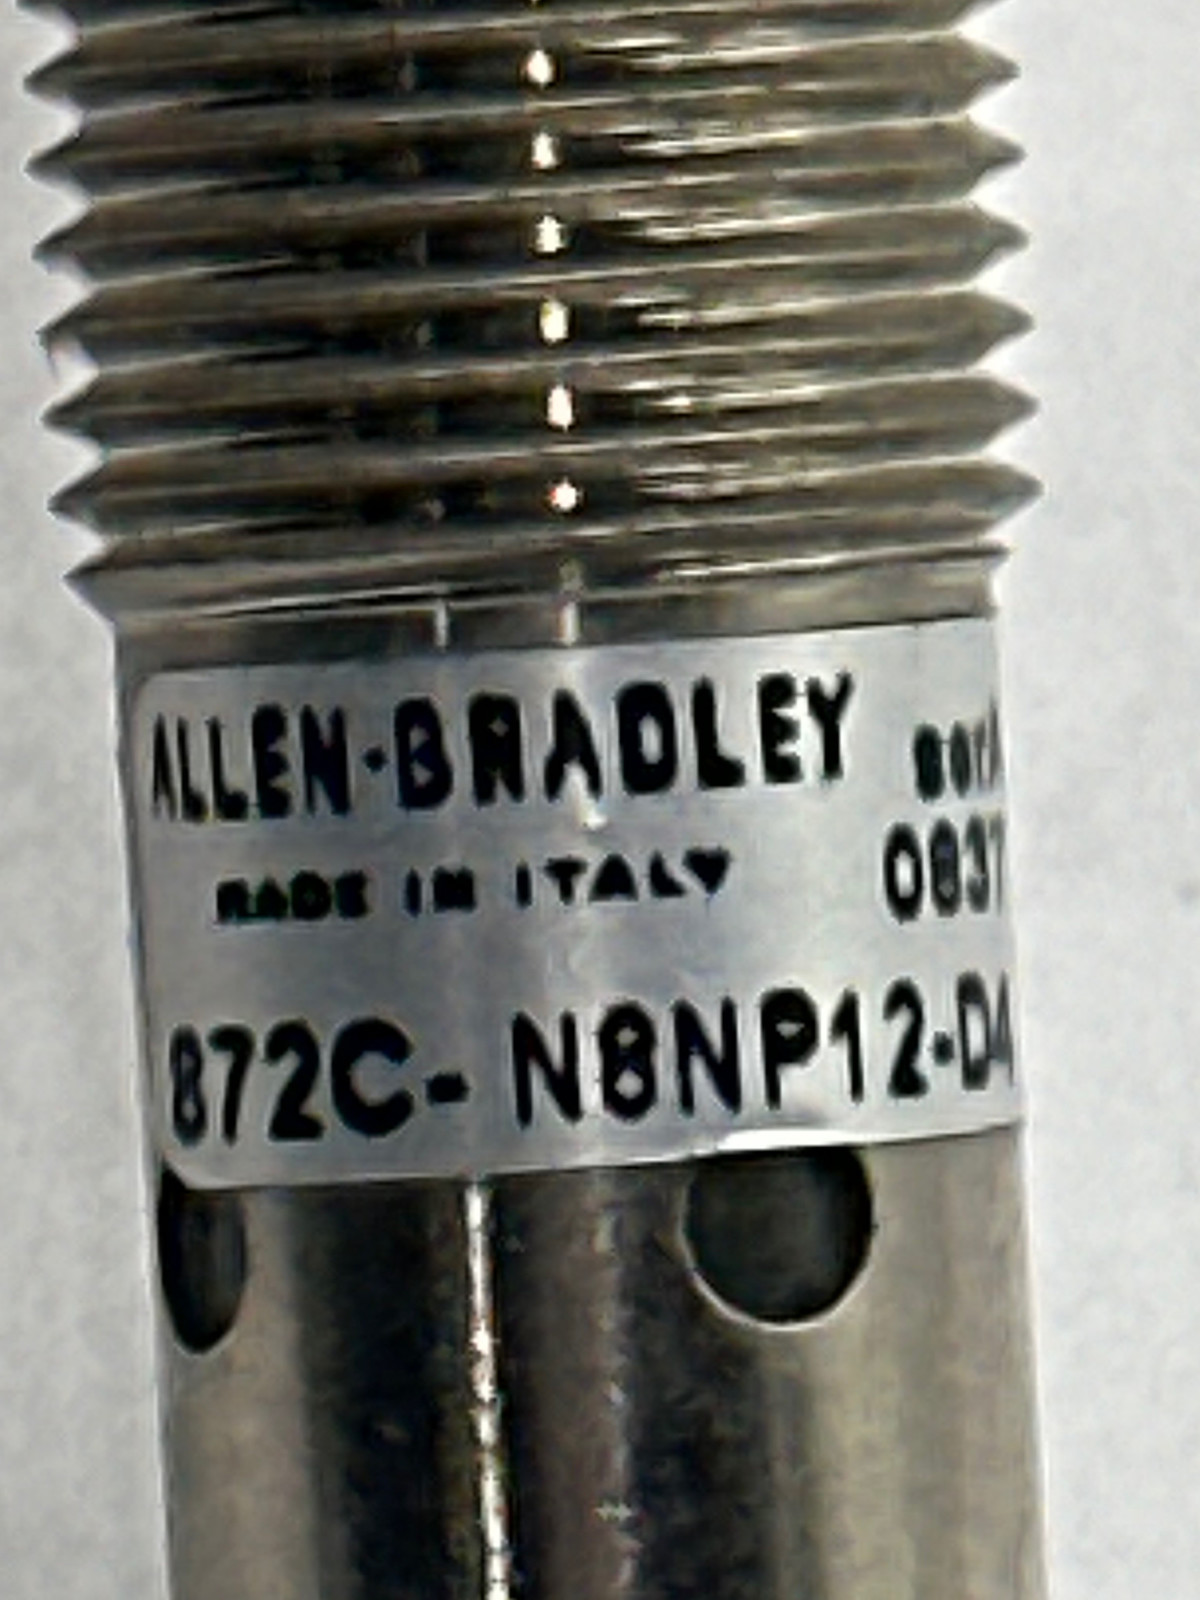 ALLEN-BRADLEY
MADE IN ITALY 0837
872C- N8NP12-D4